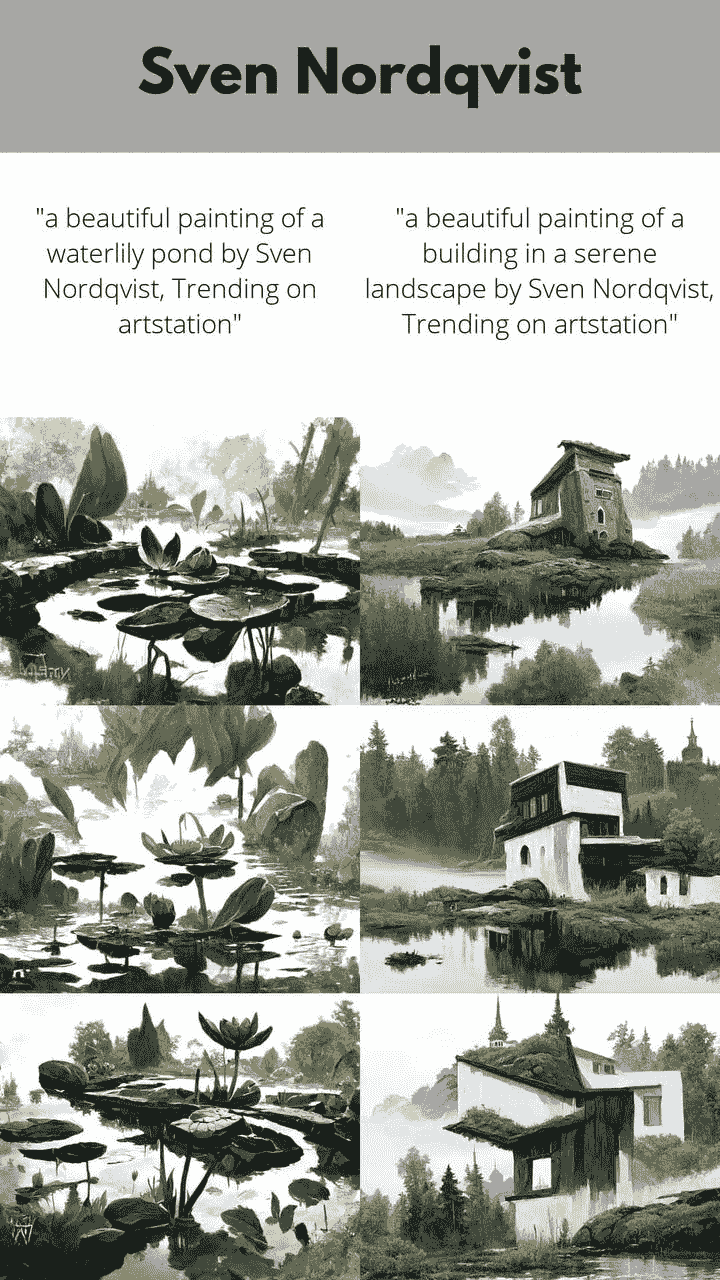 Sven Nordqvist
"a beautiful painting of a
waterlily pond by Sven
Nordqvist, Trending on
artstation"
"a beautiful painting of a
building in a serene
landscape by Sven Nordqvist,
Trending on artstation"